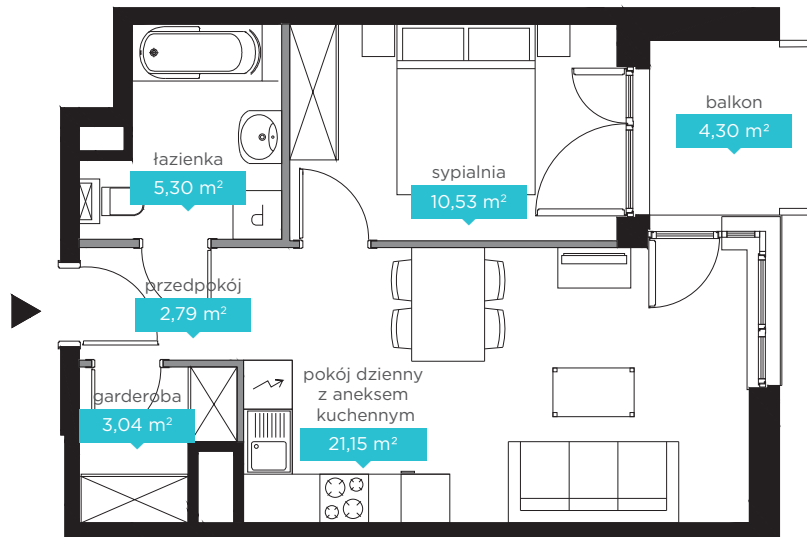 łazienka
5,30 m²
sypialnia
10,53 m²
balkon
4,30 m²
P
przedpokój
2,79 m²
garderoba
3,04 m²
pokój dzienny
z aneksem
kuchennym
21,15 m²